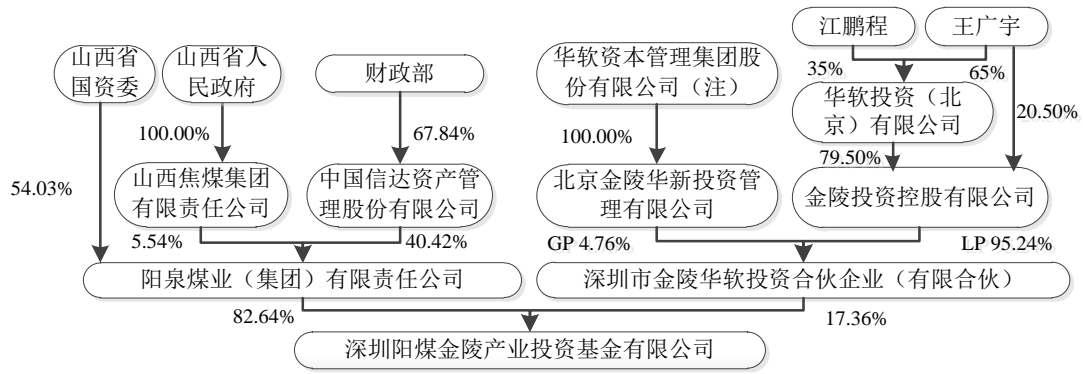 江鹏程
王广宇
山西省
国资委
山西省人
民政府
财政部
华软资本管理集团股
份有限公司（注）
35%
65%
华软投资（北
京）有限公司
20.50%
100.00%
67.84%
100.00%
79.50%
54.03%
山西焦煤集团
有限责任公司
中国信达资产管
理股份有限公司
北京金陵华新投资管
理有限公司
金陵投资控股有限公司
5.54%
40.42%
GP 4.76%
LP 95.24%
阳泉煤业（集团）有限责任公司
深圳市金陵华软投资合伙企业（有限合伙）
82.64%
17.36%
深圳阳煤金陵产业投资基金有限公司